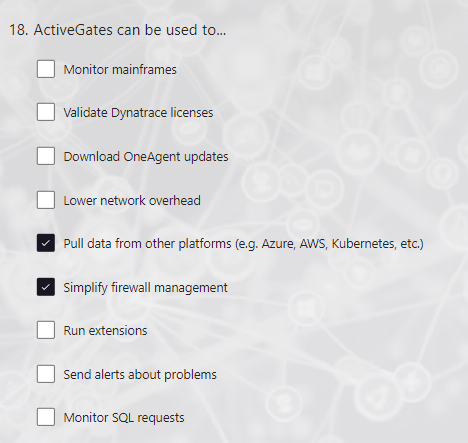 18. ActiveGates can be used to...
Monitor mainframes
Validate Dynatrace licenses
Download OneAgent updates
Lower network overhead
Pull data from other platforms (e.g. Azure, AWS, Kubernetes, etc.)
Simplify firewall management
Run extensions
Send alerts about problems
Monitor SQL requests